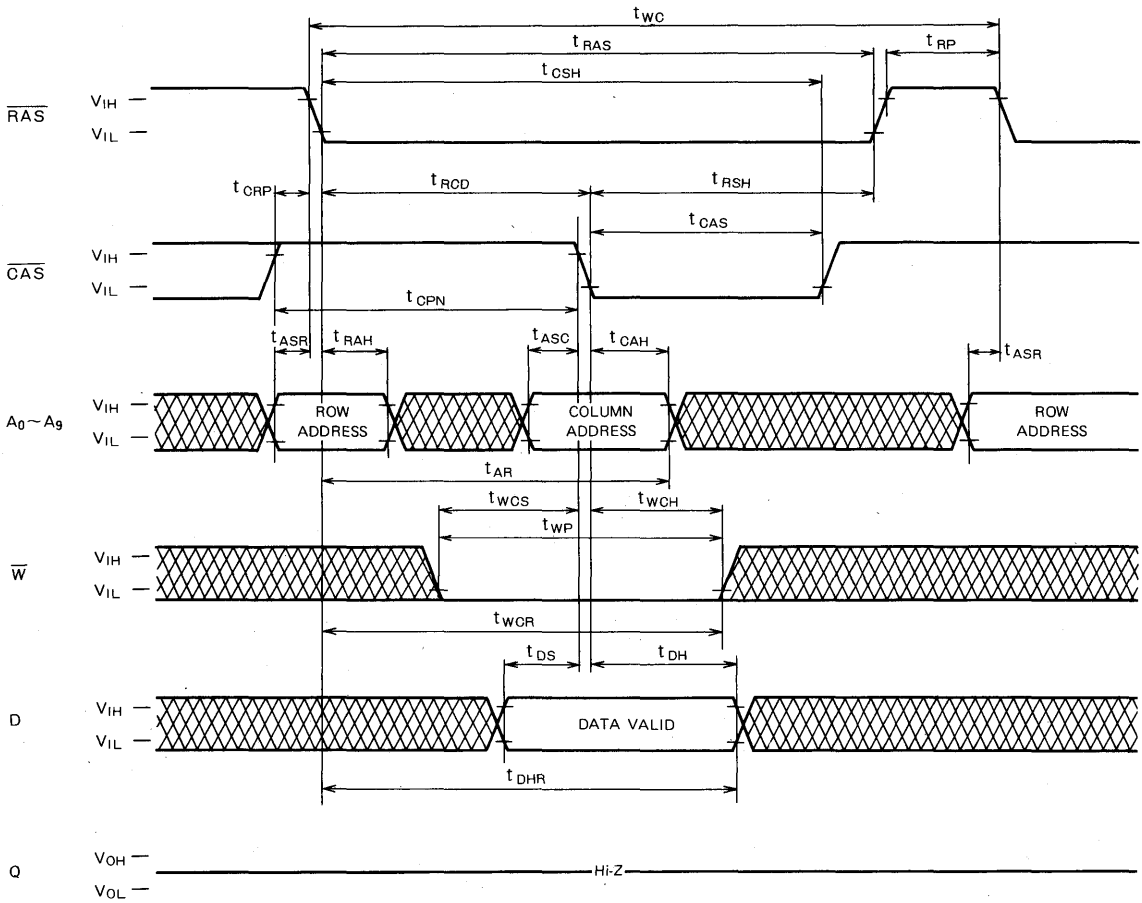 tWC
tRAS
tRP
tCSH
RAS
VIH
VIL
tCRP
tRCD
tRSH
tCAS
CAS
VIH
VIL
tCPN
tASR
tRAH
tASC
tCAH
tASR
A0~A9
VIH
VIL
ROW
ADDRESS
COLUMN
ADDRESS
ROW
ADDRESS
tAR
tWCS
tWCH
tWP
W
VIH
VIL
tWCR
tDS
tDH
D
VIH
VIL
DATA VALID
tDHR
Q
VOH
VOL
Hi-Z